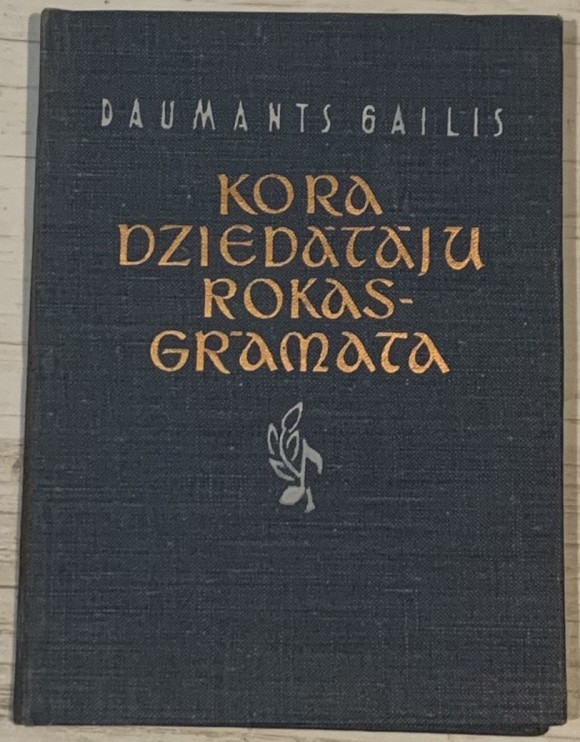 DAUMANTS GAILIS
KORA
DZIEDĀTĀJU
ROKAS-
GRĀMATA